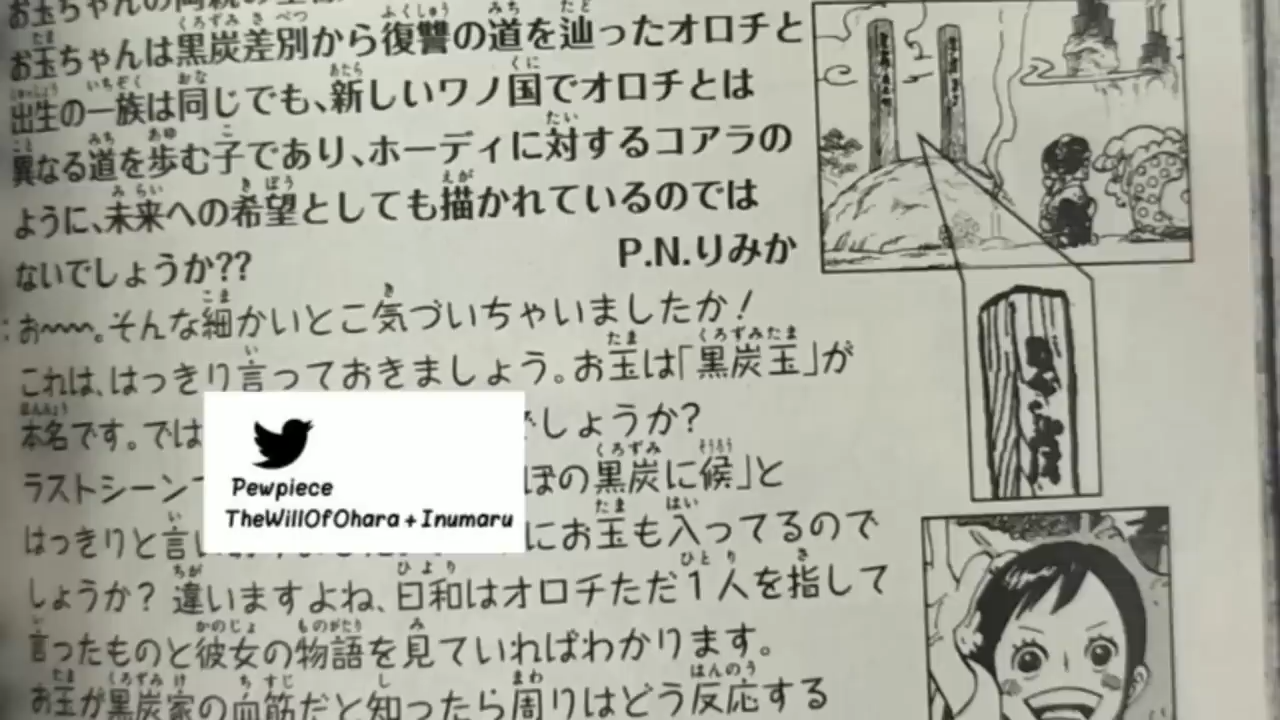 お玉ちゃんの両親の
お玉ちゃんは黒炭差別から復讐の道を辿ったオロチと
出生の一族は同じでも、新しいワノ国でオロチとは
異なる道を歩む子であり、ホーディに対するコアラの
ように、未来への希望としても描かれているのでは
ないでしょうか??
P.N.りみか
:お〜〜〜。そんな細かいとこ気づいちゃいましたか!
これは、はっきり言っておきましょう。お玉は「黒炭玉」が
本名です。では でしょうか?
ラストシーンで ぼの黒炭に候」と
はっきりと言い にお玉も入ってるので
しょうか? 違いますよね、日和はオロチただ1人を指して
言ったものと彼女の物語を見ていればわかります。
お玉が黒炭家の血筋だと知ったら周りはどう反応する
Pewpiece
TheWillOfOhara + Inumaru